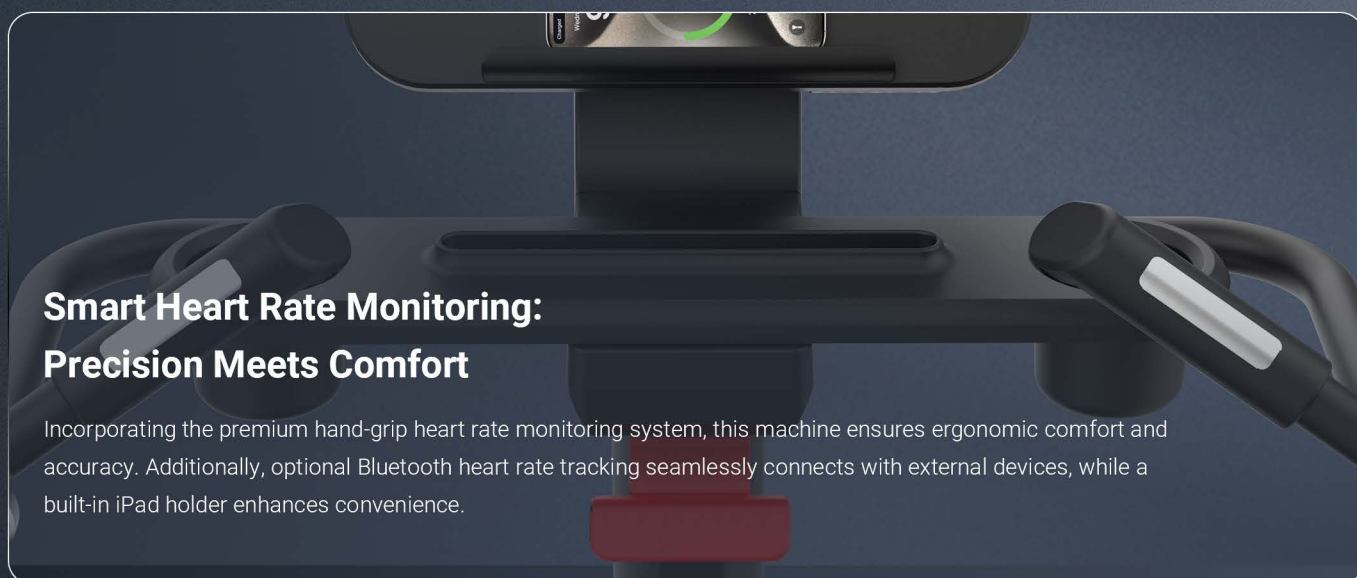 Charged
Wedn
Smart Heart Rate Monitoring:
Precision Meets Comfort
Incorporating the premium hand-grip heart rate monitoring system, this machine ensures ergonomic comfort and
accuracy. Additionally, optional Bluetooth heart rate tracking seamlessly connects with external devices, while a
built-in iPad holder enhances convenience.